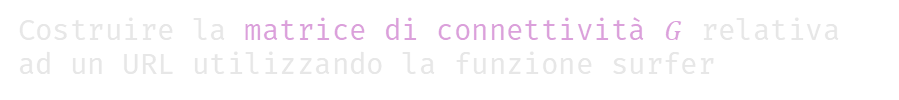 Costruire la matrice di connettività G relativa
ad un URL utilizzando la funzione surfer